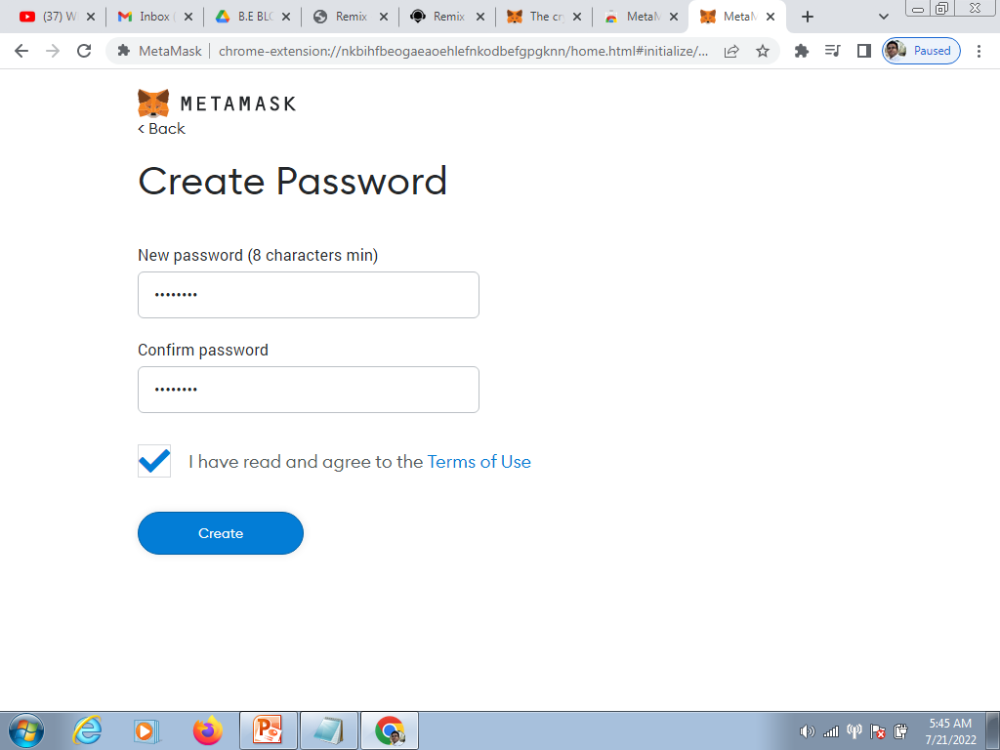 (37) W
Inbox (
B.E BLO
Remix
Remix
The cr
MetaM
MetaM
MetaMask | chrome-extension://nkbihfbeogaeaoehlefnkodbefgpgknn/home.html#initialize/... Paused
METAMASK
< Back
Create Password
New password (8 characters min)
••••••••
Confirm password
••••••••
I have read and agree to the Terms of Use
Create
5:45 AM
7/21/2022